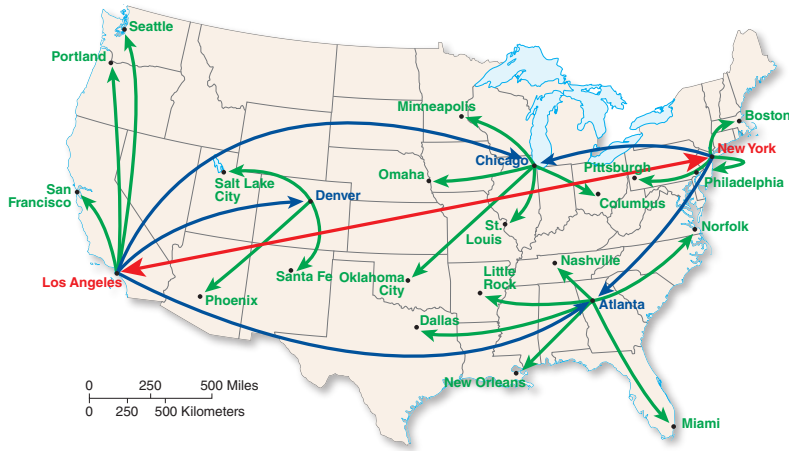 Seattle
Portland
Minneapolis
Boston
New York
Chicago
Pittsburgh
Omaha
Salt Lake
City
Philadelphia
San
Francisco
Denver
Columbus
St.
Louis
Norfolk
Nashville
Los Angeles
Santa Fe
Oklahoma
City
Little
Rock
Phoenix
Atlanta
Dallas
New Orleans
Miami
0 250 500 Miles
0 250 500 Kilometers